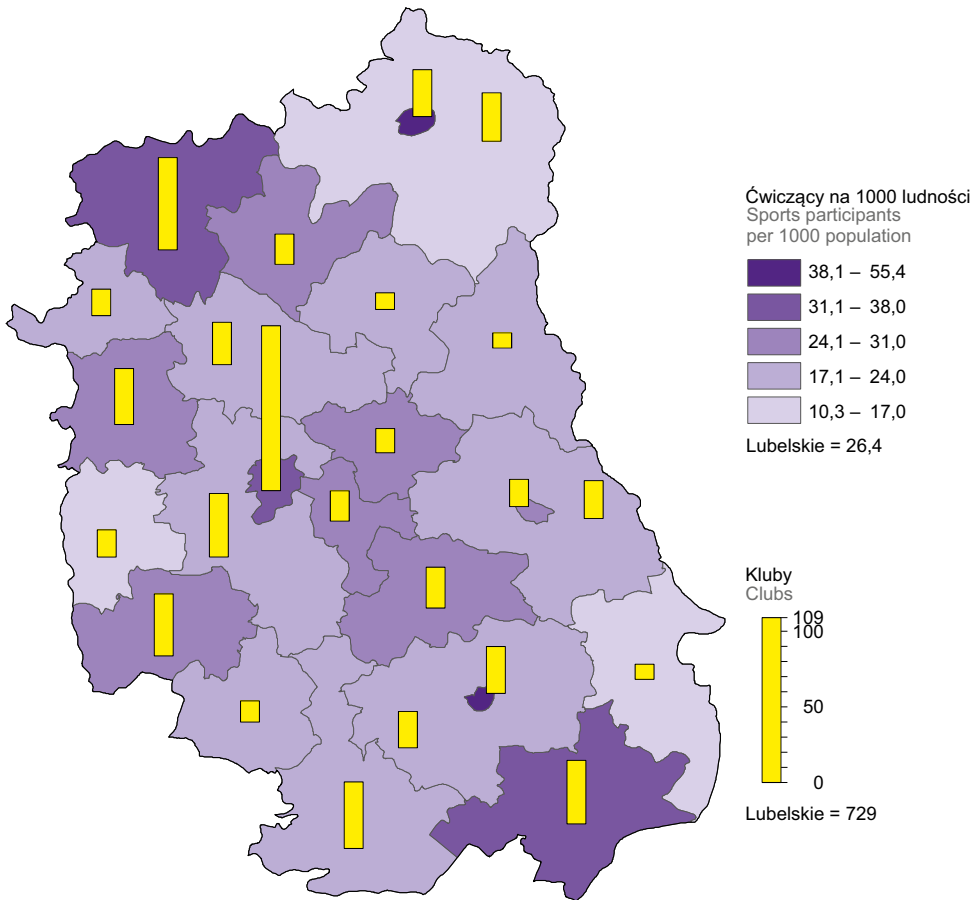 Ćwiczący na 1000 ludności
Sports participants
per 1000 population
38,1 – 55,4
31,1 – 38,0
24,1 – 31,0
17,1 – 24,0
10,3 – 17,0
Lubelskie = 26,4
Kluby
Clubs
109
100
50
0
Lubelskie = 729